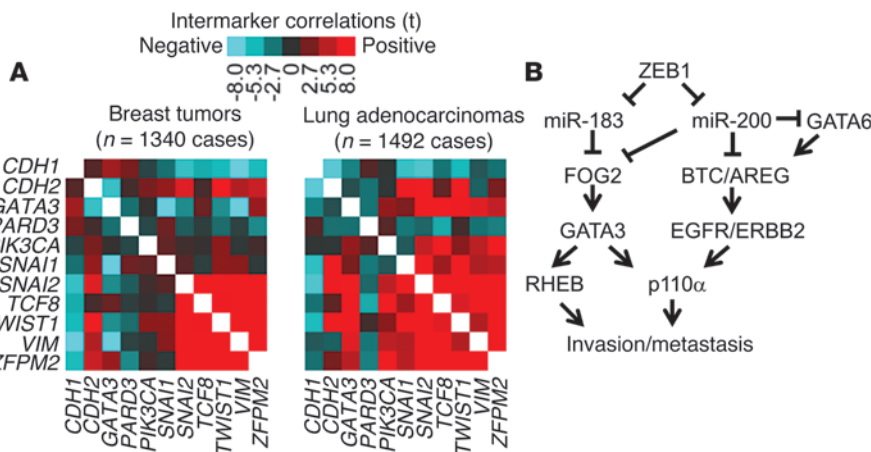 Intermarker correlations (t)
Negative Positive
-8.0
-5.3
-2.7
0
2.7
5.3
8.0
A
Breast tumors
(n = 1340 cases)
Lung adenocarcinomas
(n = 1492 cases)
CDH1
CDH2
GATA3
PARD3
PIK3CA
SNAI1
SNAI2
TCF8
TWIST1
VIM
ZFPM2
CDH1
CDH2
GATA3
PARD3
PIK3CA
SNAI1
SNAI2
TCF8
TWIST1
VIM
ZFPM2
CDH1
CDH2
GATA3
PARD3
PIK3CA
SNAI1
SNAI2
TCF8
TWIST1
VIM
ZFPM2
B
ZEB1
miR-183 miR-200 GATA6
FOG2 BTC/AREG
GATA3 EGFR/ERBB2
RHEB p110α
Invasion/metastasis